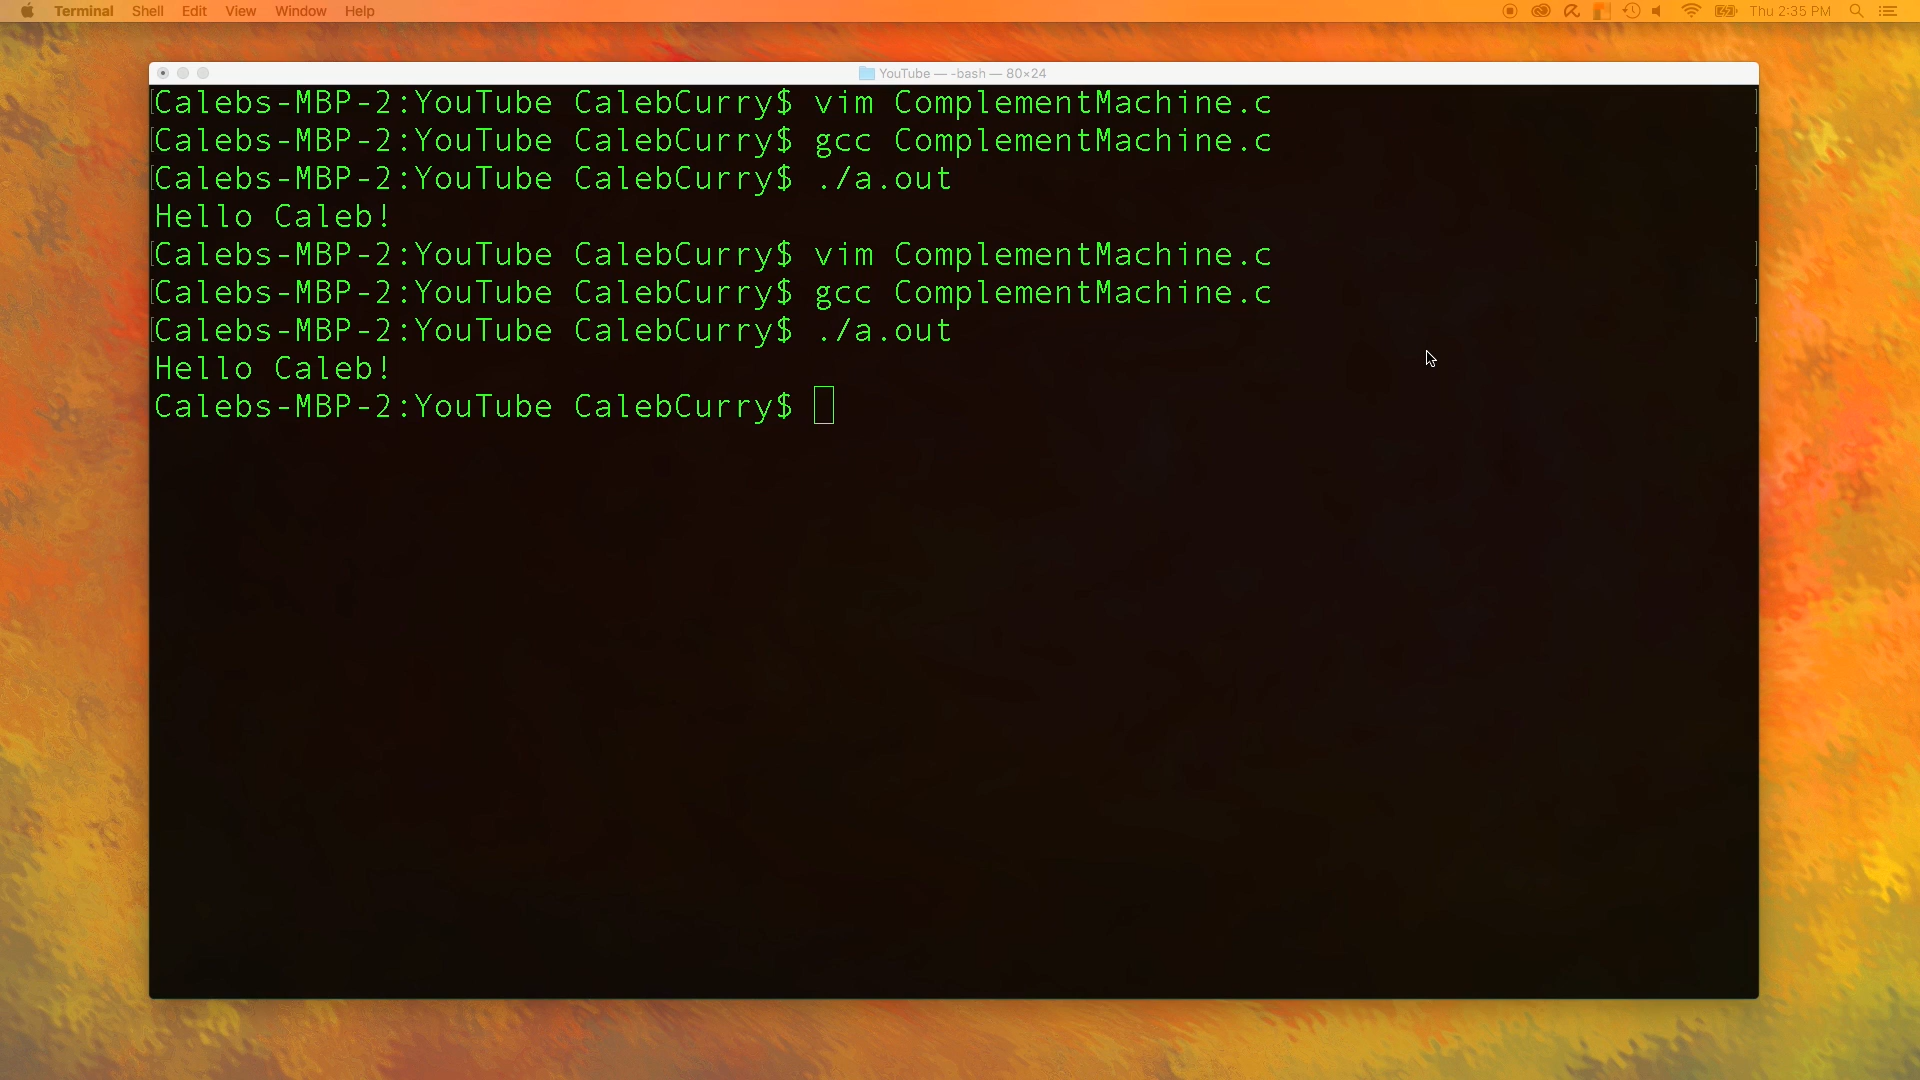 Terminal Shell Edit View Window Help Thu 2:35 PM
YouTube — -bash — 80×24
Calebs-MBP-2:YouTube CalebCurry$ vim ComplementMachine.c
Calebs-MBP-2:YouTube CalebCurry$ gcc ComplementMachine.c
Calebs-MBP-2:YouTube CalebCurry$ ./a.out
Hello Caleb!
Calebs-MBP-2:YouTube CalebCurry$ vim ComplementMachine.c
Calebs-MBP-2:YouTube CalebCurry$ gcc ComplementMachine.c
Calebs-MBP-2:YouTube CalebCurry$ ./a.out
Hello Caleb!
Calebs-MBP-2:YouTube CalebCurry$